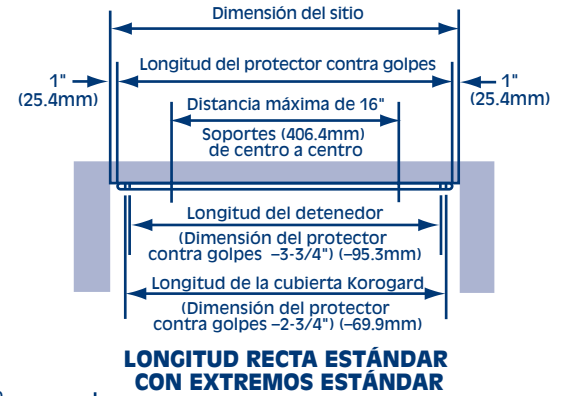 Dimensión del sitio
Longitud del protector contra golpes
1"
(25.4mm)
1"
(25.4mm)
Distancia máxima de 16"
Soportes (406.4mm)
de centro a centro
Longitud del detenedor
(Dimensión del protector
contra golpes –3-3/4") (–95.3mm)
Longitud de la cubierta Korogard
(Dimensión del protector
contra golpes –2-3/4") (–69.9mm)
LONGITUD RECTA ESTÁNDAR
CON EXTREMOS ESTÁNDAR